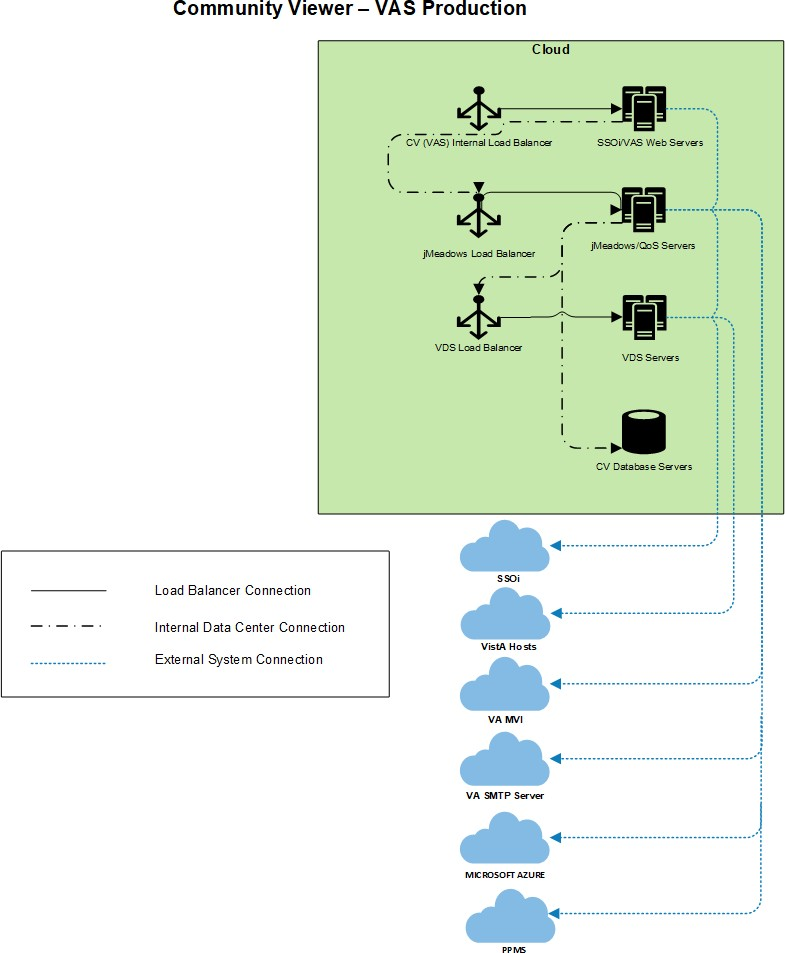 Community Viewer – VAS Production
Cloud
CV (VAS) Internal Load Balancer
SSOi/VAS Web Servers
jMeadows Load Balancer
jMeadows/QoS Servers
VDS Load Balancer
VDS Servers
CV Database Servers
SSOi
VistA Hosts
VA MVI
VA SMTP Server
MICROSOFT AZURE
PPMS
Load Balancer Connection
Internal Data Center Connection
External System Connection